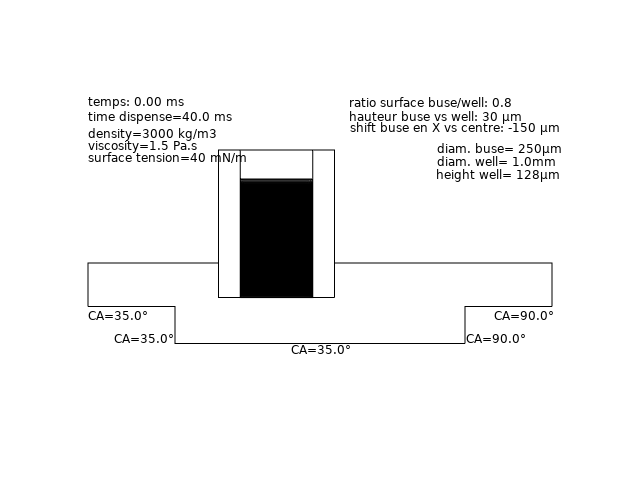 temps: 0.00 ms
time dispense=40.0 ms
density=3000 kg/m3
viscosity=1.5 Pa.s
surface tension=40 mN/m
ratio surface buse/well: 0.8
hauteur buse vs well: 30 µm
shift buse en X vs centre: -150 µm
diam. buse= 250µm
diam. well= 1.0mm
height well= 128µm
CA=35.0°
CA=90.0°
CA=35.0°
CA=90.0°
CA=35.0°